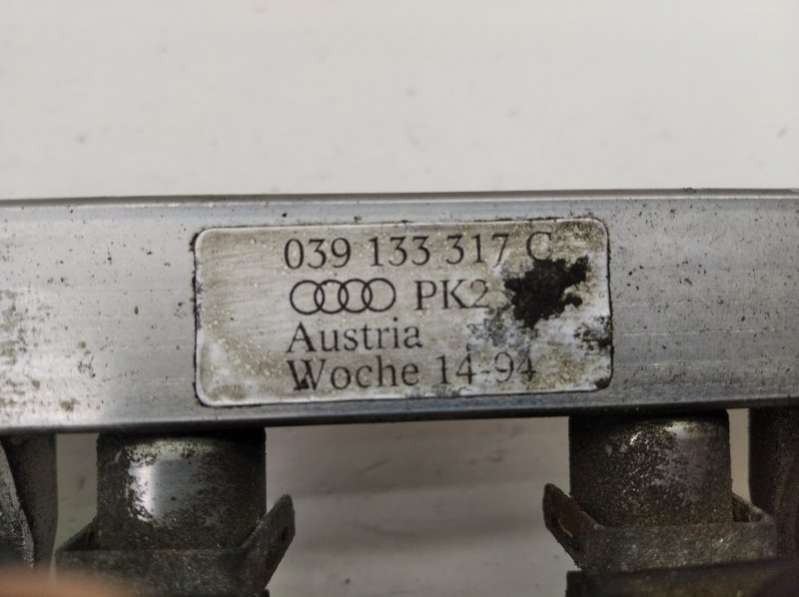 039 133 317 C
PK2
Austria
Woche 14-94